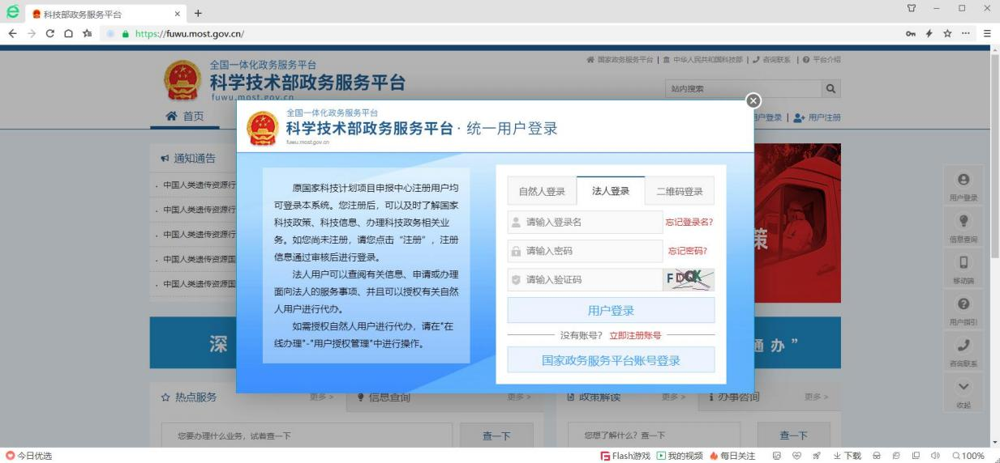 科技部政务服务平台
https://fuwu.most.gov.cn/
国家政务服务平台 | 中华人民共和国科技部 | 咨询联系 | 平台介绍
全国一体化政务服务平台
科学技术部政务服务平台
fuwu.most.gov.cn
站内搜索
首页
户登录 | 用户注册
全国一体化政务服务平台
科学技术部政务服务平台·统一用户登录
fuwu.most.gov.cn
通知通告
中国人类遗传资源行
中国人类遗传资源行
中国人类遗传资源行
中国人类遗传资源国
中国人类遗传资源国
原国家科技计划项目申报中心注册用户均
可登录本系统。您注册后，可以及时了解国家
科技政策、科技信息、办理科技政务相关业
务。如您尚未注册，请您点击“注册”，注册
信息通过审核后进行登录。
法人用户可以查阅有关信息、申请或办理
面向法人的服务事项、并且可以授权有关自然
人用户进行代办。
如需授权自然人用户进行代办，请在"在
线办理"-"用户授权管理"中进行操作。
自然人登录 法人登录 二维码登录
请输入登录名 忘记登录名?
请输入密码 忘记密码?
请输入验证码 FDQK
用户登录
没有账号? 立即注册账号
国家政务服务平台账号登录
策
用户登录
信息查询
移动端
用户指引
咨询联系
收起
深
通办”
热点服务 更多 > 信息查询 更多 > 政策解读 更多 > 办事咨询 更多 >
您要办理什么业务，试着查一下 查一下 您想了解什么？查一下 查一下
今日优选 Flash游戏 我的视频 每日关注 下载 100%